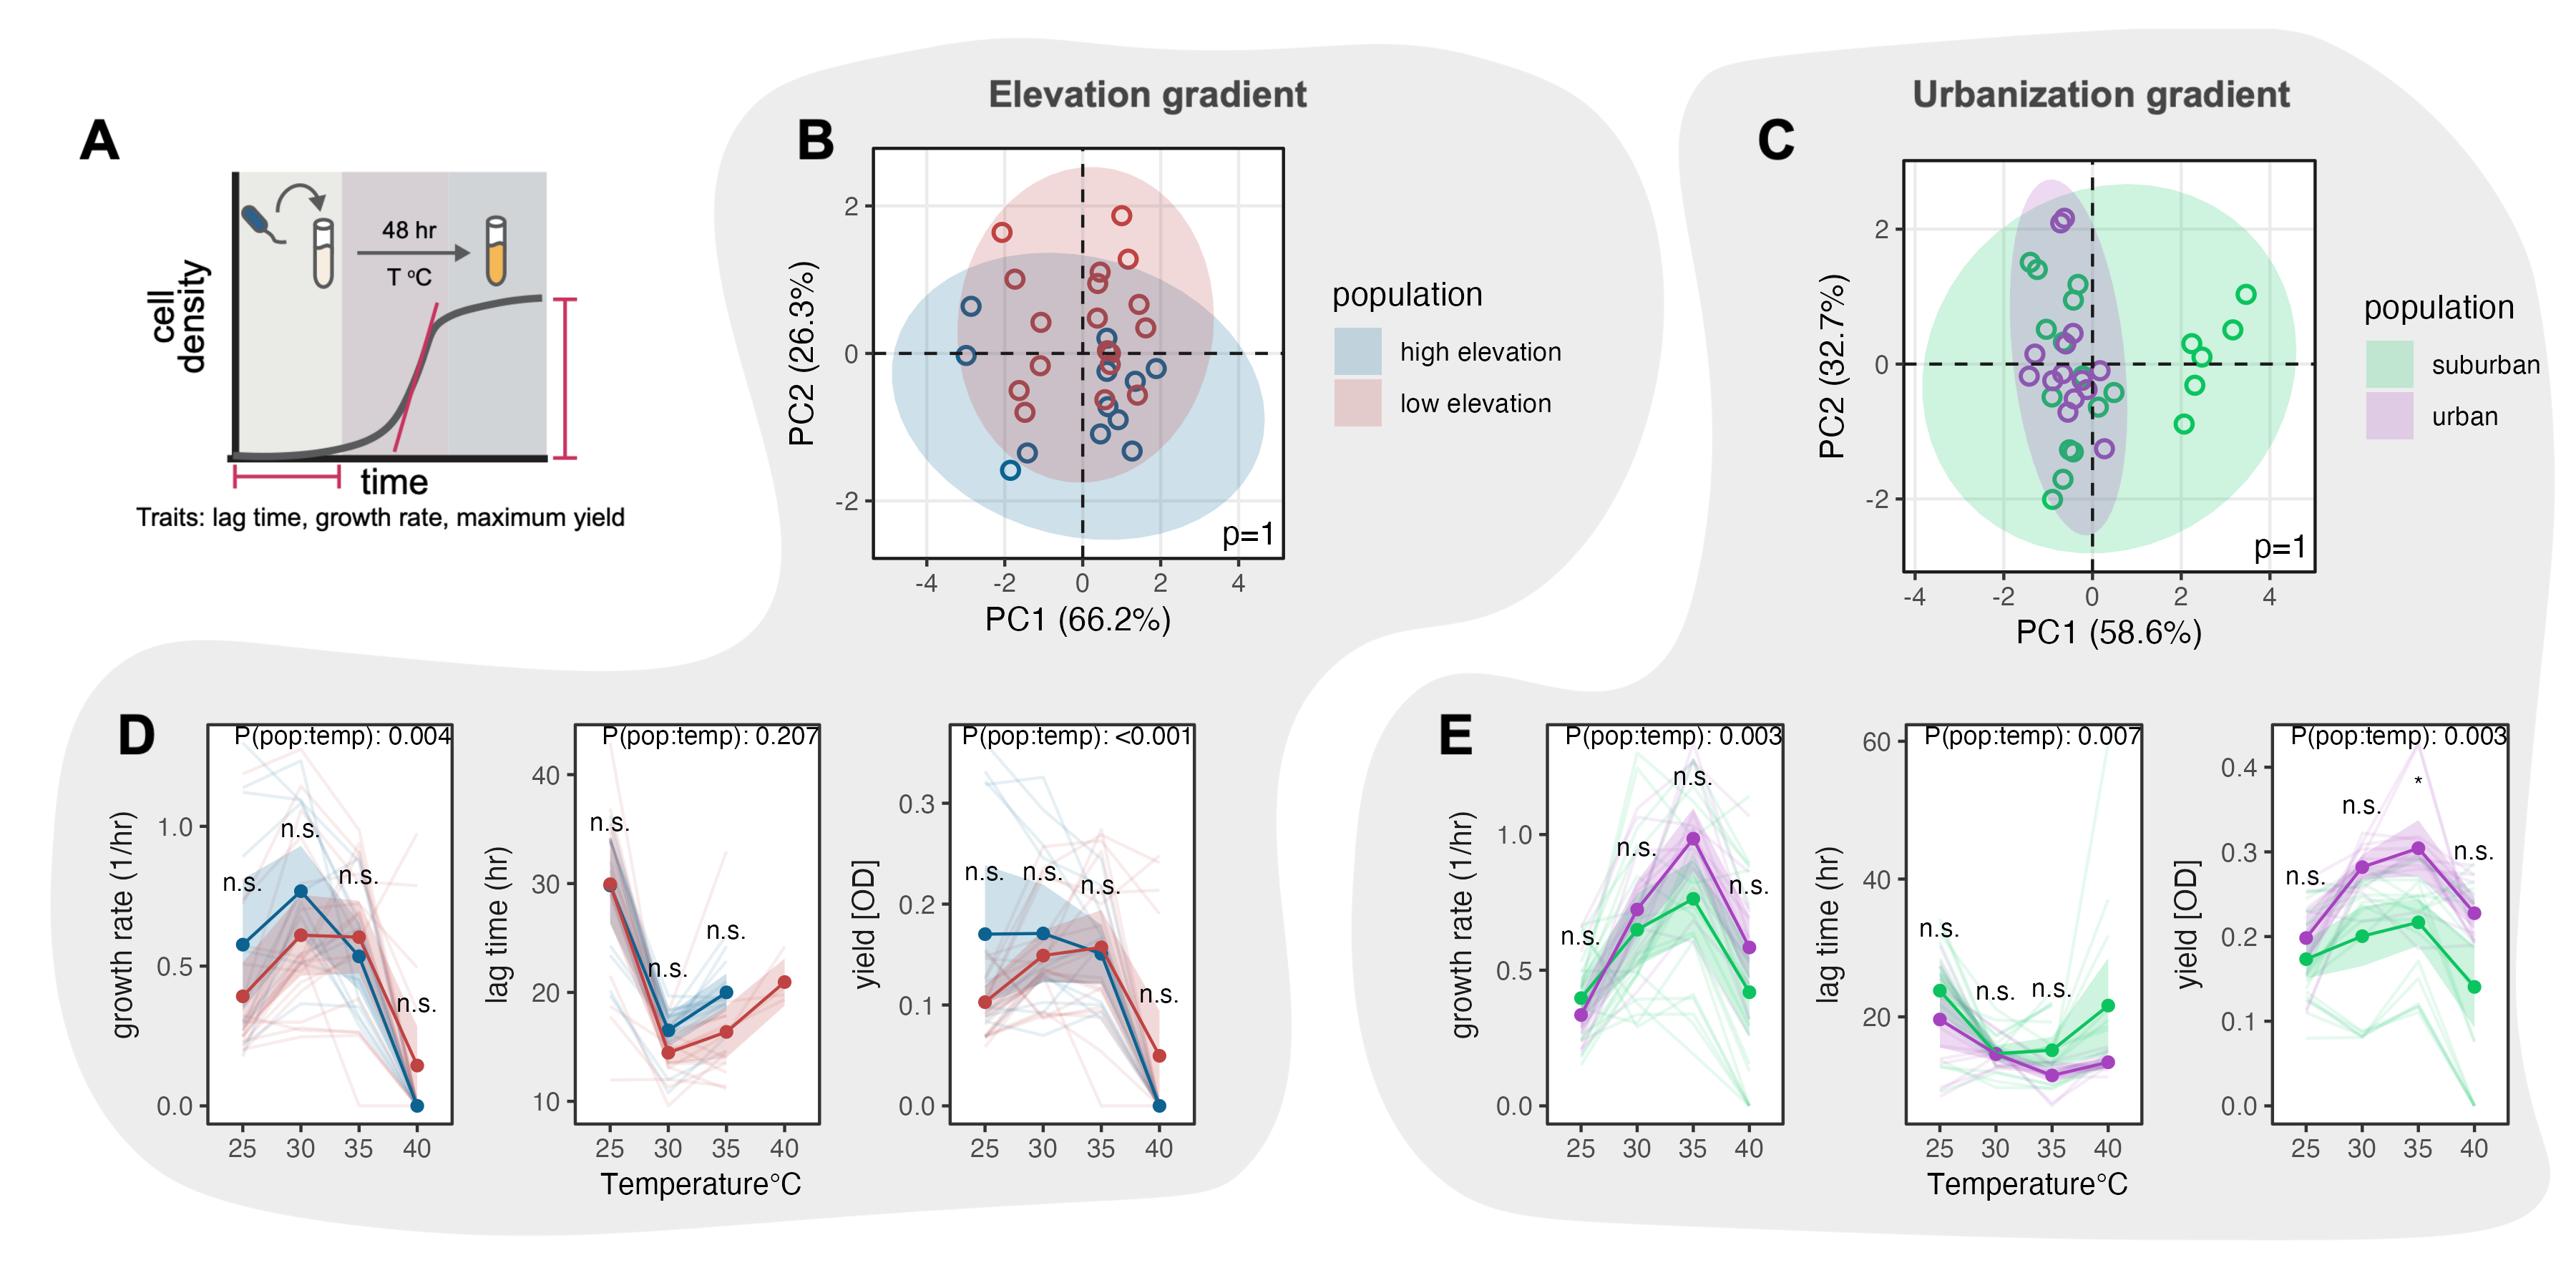 Elevation gradient
Urbanization gradient
A
cell
density
48 hr
T °C
time
Traits: lag time, growth rate, maximum yield
B
PC2 (26.3%)
2
0
-2
-4
-2
0
2
4
PC1 (66.2%)
p=1
population
high elevation
low elevation
C
PC2 (32.7%)
2
0
-2
-4
-2
0
2
4
PC1 (58.6%)
p=1
population
suburban
urban
D
P(pop:temp): 0.004
growth rate (1/hr)
1.0
0.5
0.0
n.s.
n.s.
n.s.
n.s.
25
30
35
40
P(pop:temp): 0.207
lag time (hr)
40
30
20
10
n.s.
n.s.
n.s.
25
30
35
40
Temperature°C
P(pop:temp): <0.001
yield [OD]
0.3
0.2
0.1
0.0
n.s.
n.s.
n.s.
n.s.
25
30
35
40
E
P(pop:temp): 0.003
growth rate (1/hr)
1.0
0.5
0.0
n.s.
n.s.
n.s.
n.s.
25
30
35
40
P(pop:temp): 0.007
lag time (hr)
60
40
20
n.s.
n.s.
n.s.
25
30
35
40
Temperature°C
P(pop:temp): 0.003
yield [OD]
0.4
0.3
0.2
0.1
0.0
n.s.
n.s.
*
n.s.
25
30
35
40